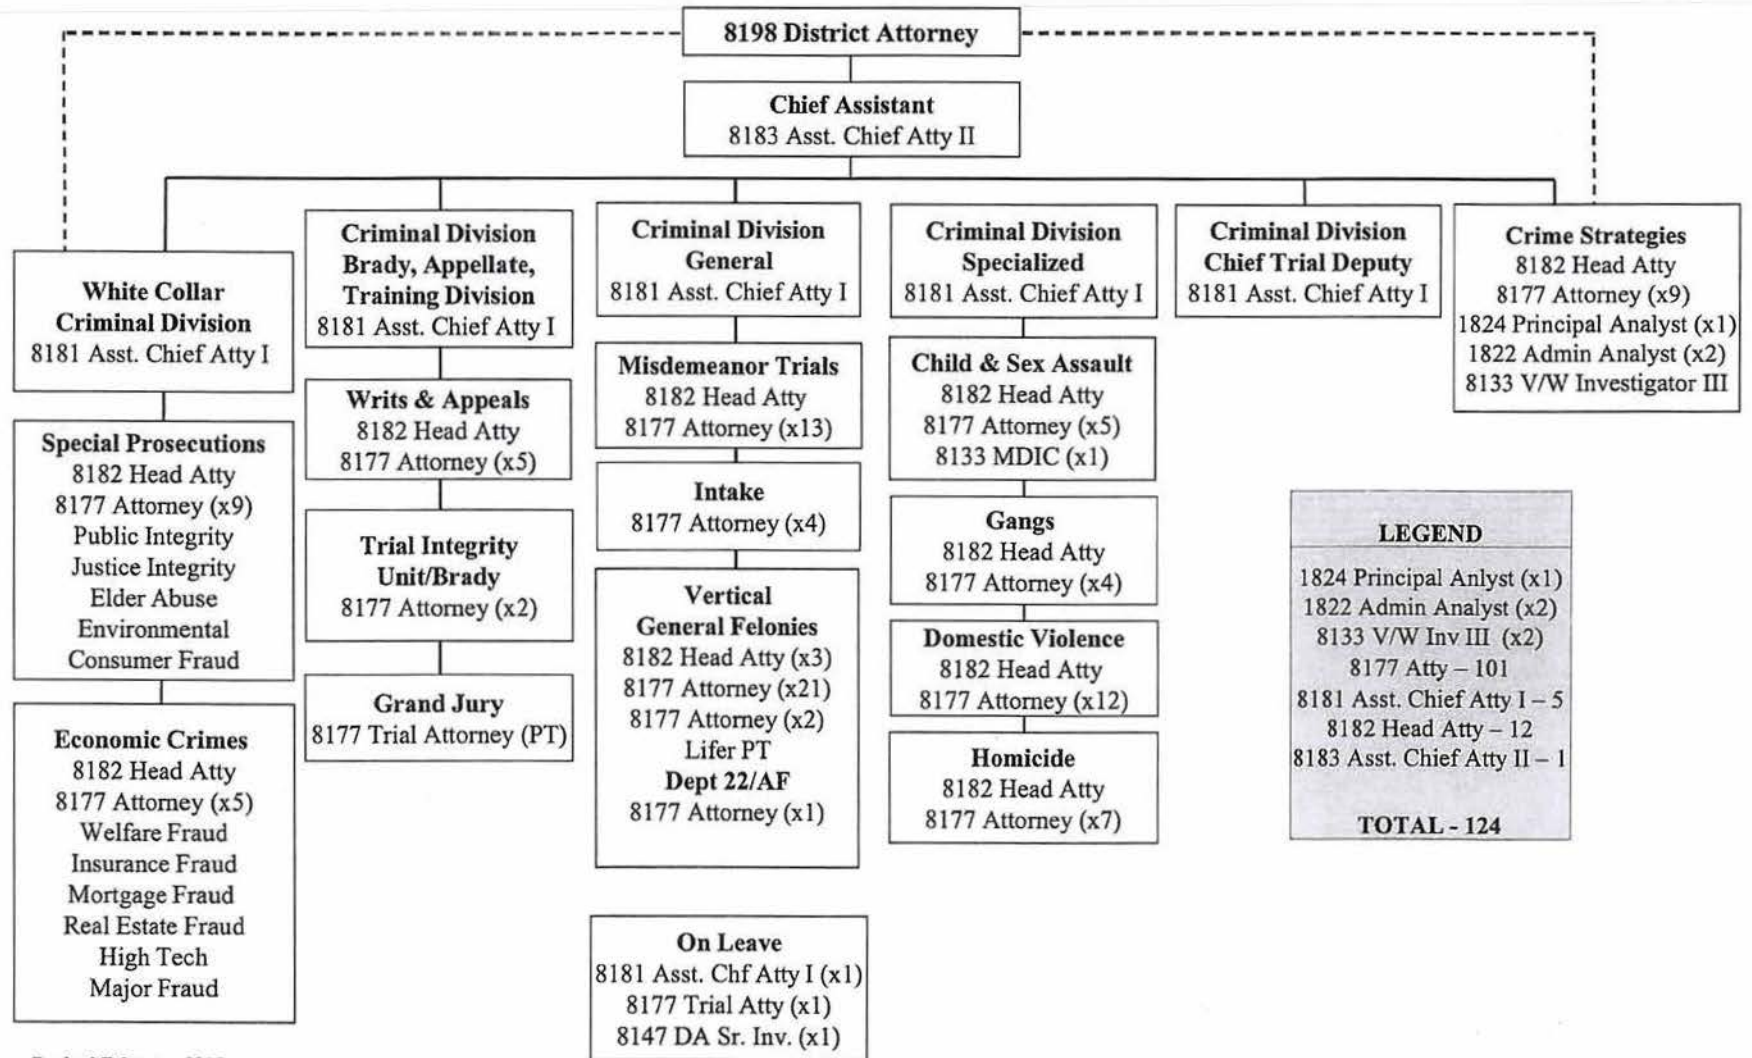 8198 District Attorney
Chief Assistant
8183 Asst. Chief Atty II
White Collar
Criminal Division
8181 Asst. Chief Atty I
Special Prosecutions
8182 Head Atty
8177 Attorney (x9)
Public Integrity
Justice Integrity
Elder Abuse
Environmental
Consumer Fraud
Economic Crimes
8182 Head Atty
8177 Attorney (x5)
Welfare Fraud
Insurance Fraud
Mortgage Fraud
Real Estate Fraud
High Tech
Major Fraud
Criminal Division
Brady, Appellate,
Training Division
8181 Asst. Chief Atty I
Writs & Appeals
8182 Head Atty
8177 Attorney (x5)
Trial Integrity
Unit/Brady
8177 Attorney (x2)
Grand Jury
8177 Trial Attorney (PT)
Criminal Division
General
8181 Asst. Chief Atty I
Misdemeanor Trials
8182 Head Atty
8177 Attorney (x13)
Intake
8177 Attorney (x4)
Vertical
General Felonies
8182 Head Atty (x3)
8177 Attorney (x21)
8177 Attorney (x2)
Lifer PT
Dept 22/AF
8177 Attorney (x1)
On Leave
8181 Asst. Chf Atty I (x1)
8177 Trial Atty (x1)
8147 DA Sr. Inv. (x1)
Criminal Division
Specialized
8181 Asst. Chief Atty I
Child & Sex Assault
8182 Head Atty
8177 Attorney (x5)
8133 MDIC (x1)
Gangs
8182 Head Atty
8177 Attorney (x4)
Domestic Violence
8182 Head Atty
8177 Attorney (x12)
Homicide
8182 Head Atty
8177 Attorney (x7)
Criminal Division
Chief Trial Deputy
8181 Asst. Chief Atty I
Crime Strategies
8182 Head Atty
8177 Attorney (x9)
1824 Principal Analyst (x1)
1822 Admin Analyst (x2)
8133 V/W Investigator III
LEGEND
1824 Principal Anlyst (x1)
1822 Admin Analyst (x2)
8133 V/W Inv III (x2)
8177 Atty – 101
8181 Asst. Chief Atty I – 5
8182 Head Atty – 12
8183 Asst. Chief Atty II – 1
TOTAL - 124